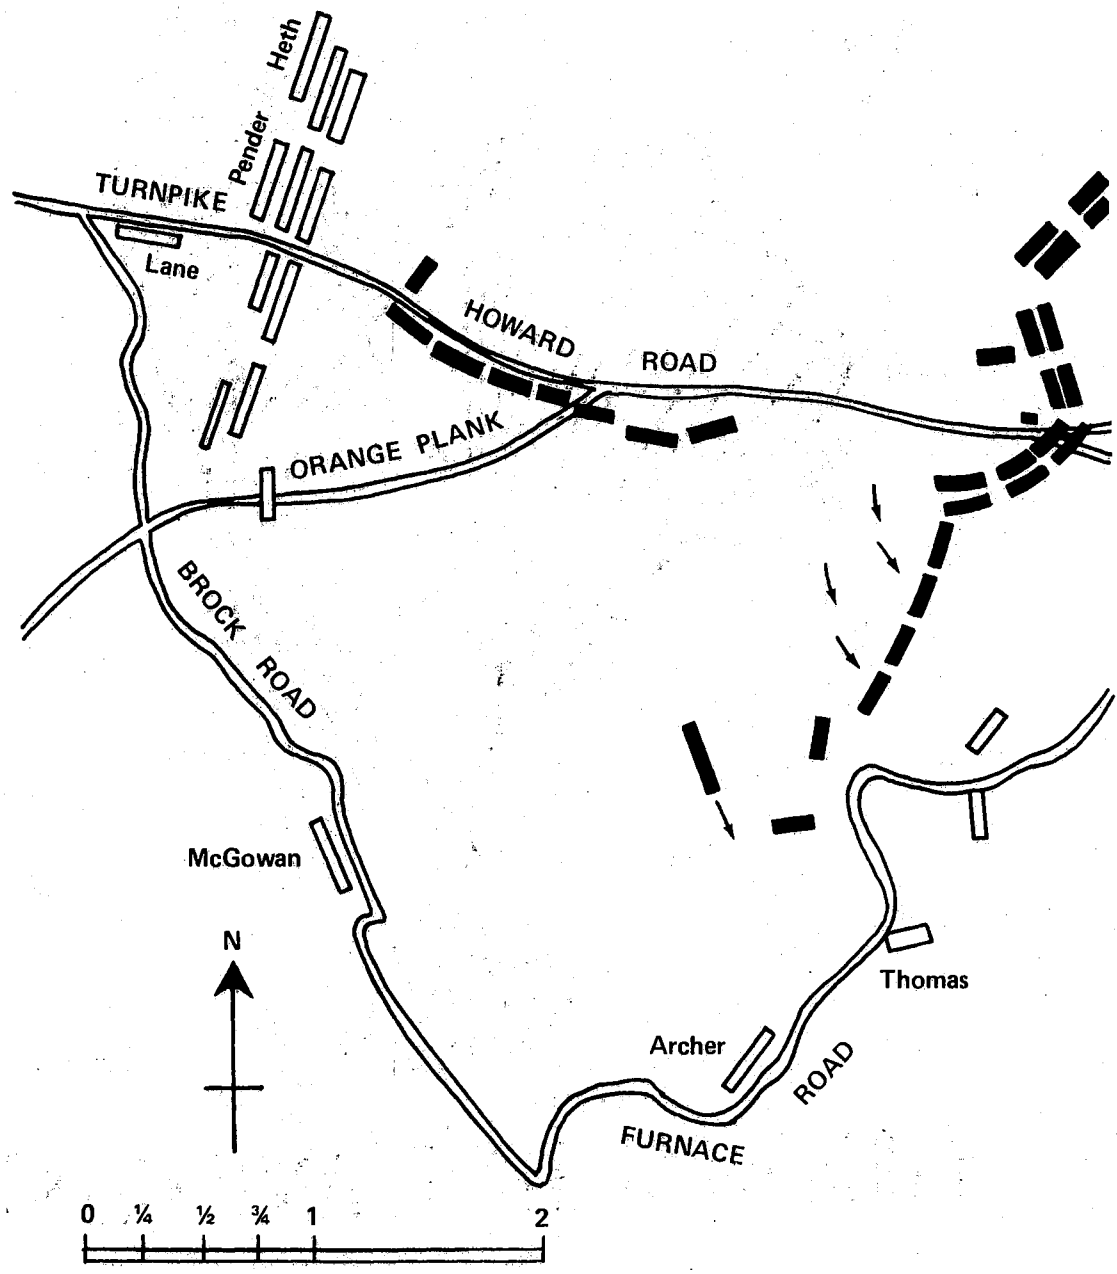 Heth
Pender
TURNPIKE
Lane
HOWARD
ROAD
ORANGE PLANK
BROCK ROAD
McGowan
N
Thomas
Archer
ROAD
FURNACE
0 ¼ ½ ¾ 1 2